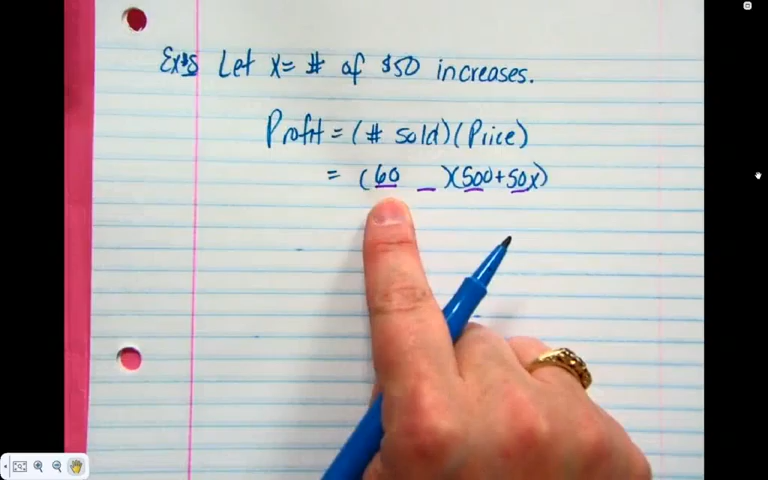 Ex. 5 Let x = # of $50 increases.
Profit = (# sold)(Price)
= (60 _ )(500+50x)